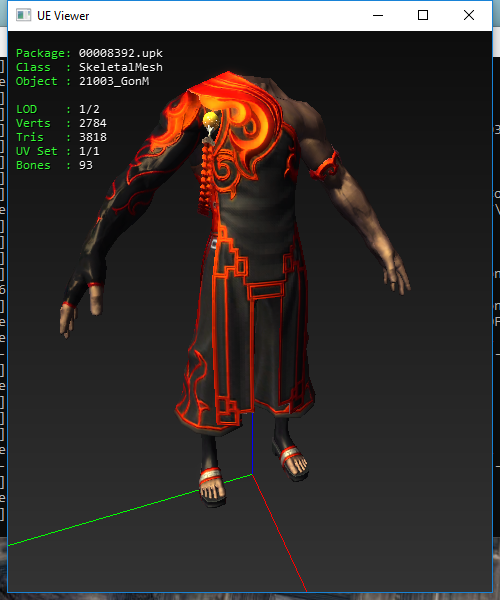 UE Viewer
Package: 00008392.upk
Class : SkeletalMesh
Object : 21003_GonM
LOD : 1/2
Verts : 2784
Tris : 3818
UV Set : 1/1
Bones : 93